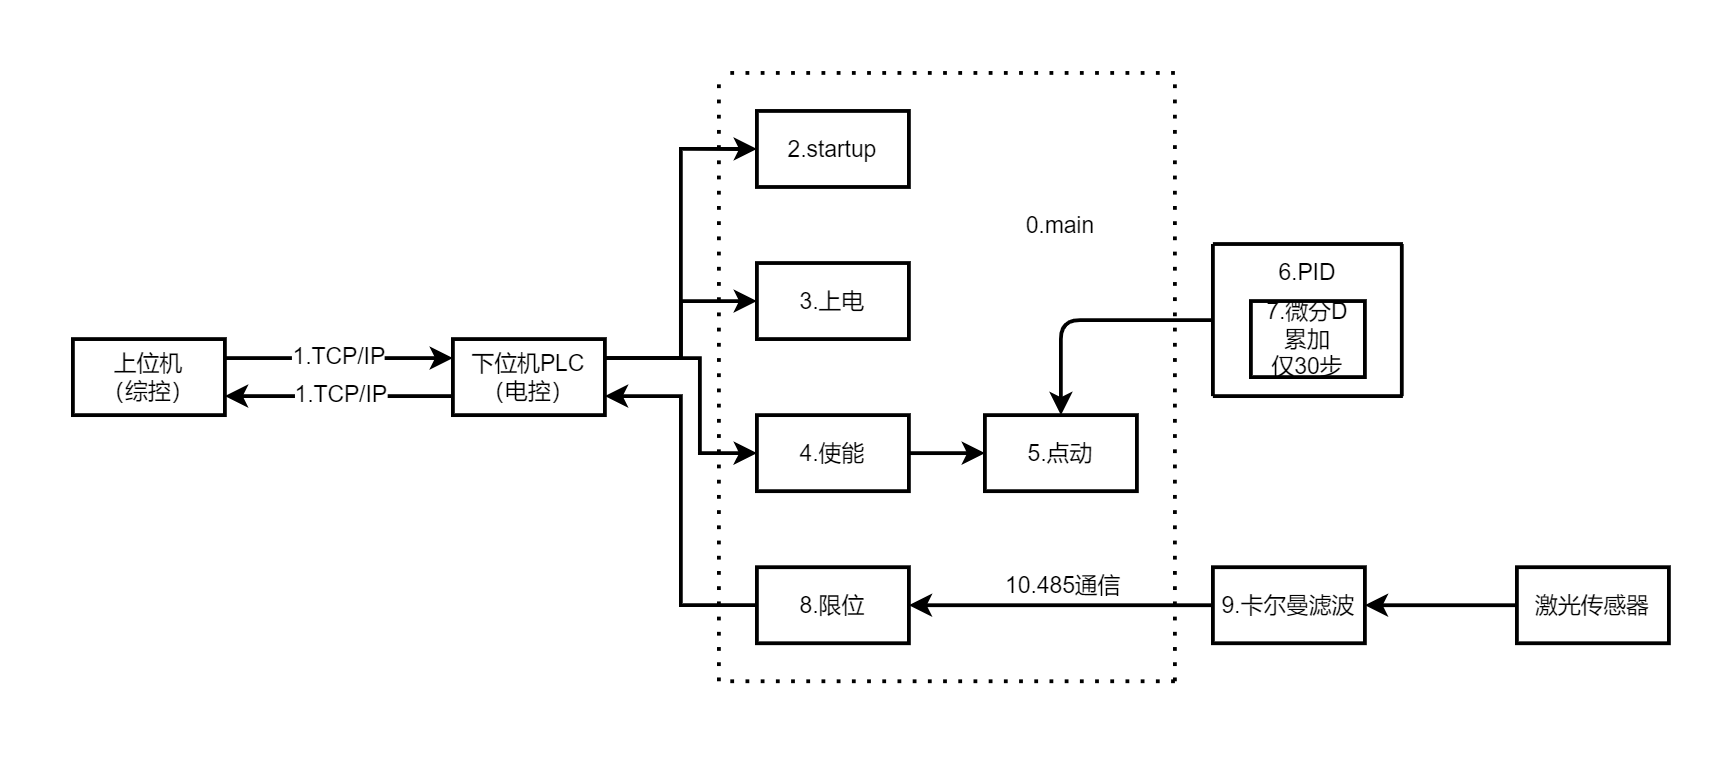 2.startup
0.main
3.上电
6.PID
7.微分D
累加
仅30步
上位机
（综控）
1.TCP/IP
1.TCP/IP
下位机PLC
（电控）
4.使能
5.点动
8.限位
10.485通信
9.卡尔曼滤波
激光传感器